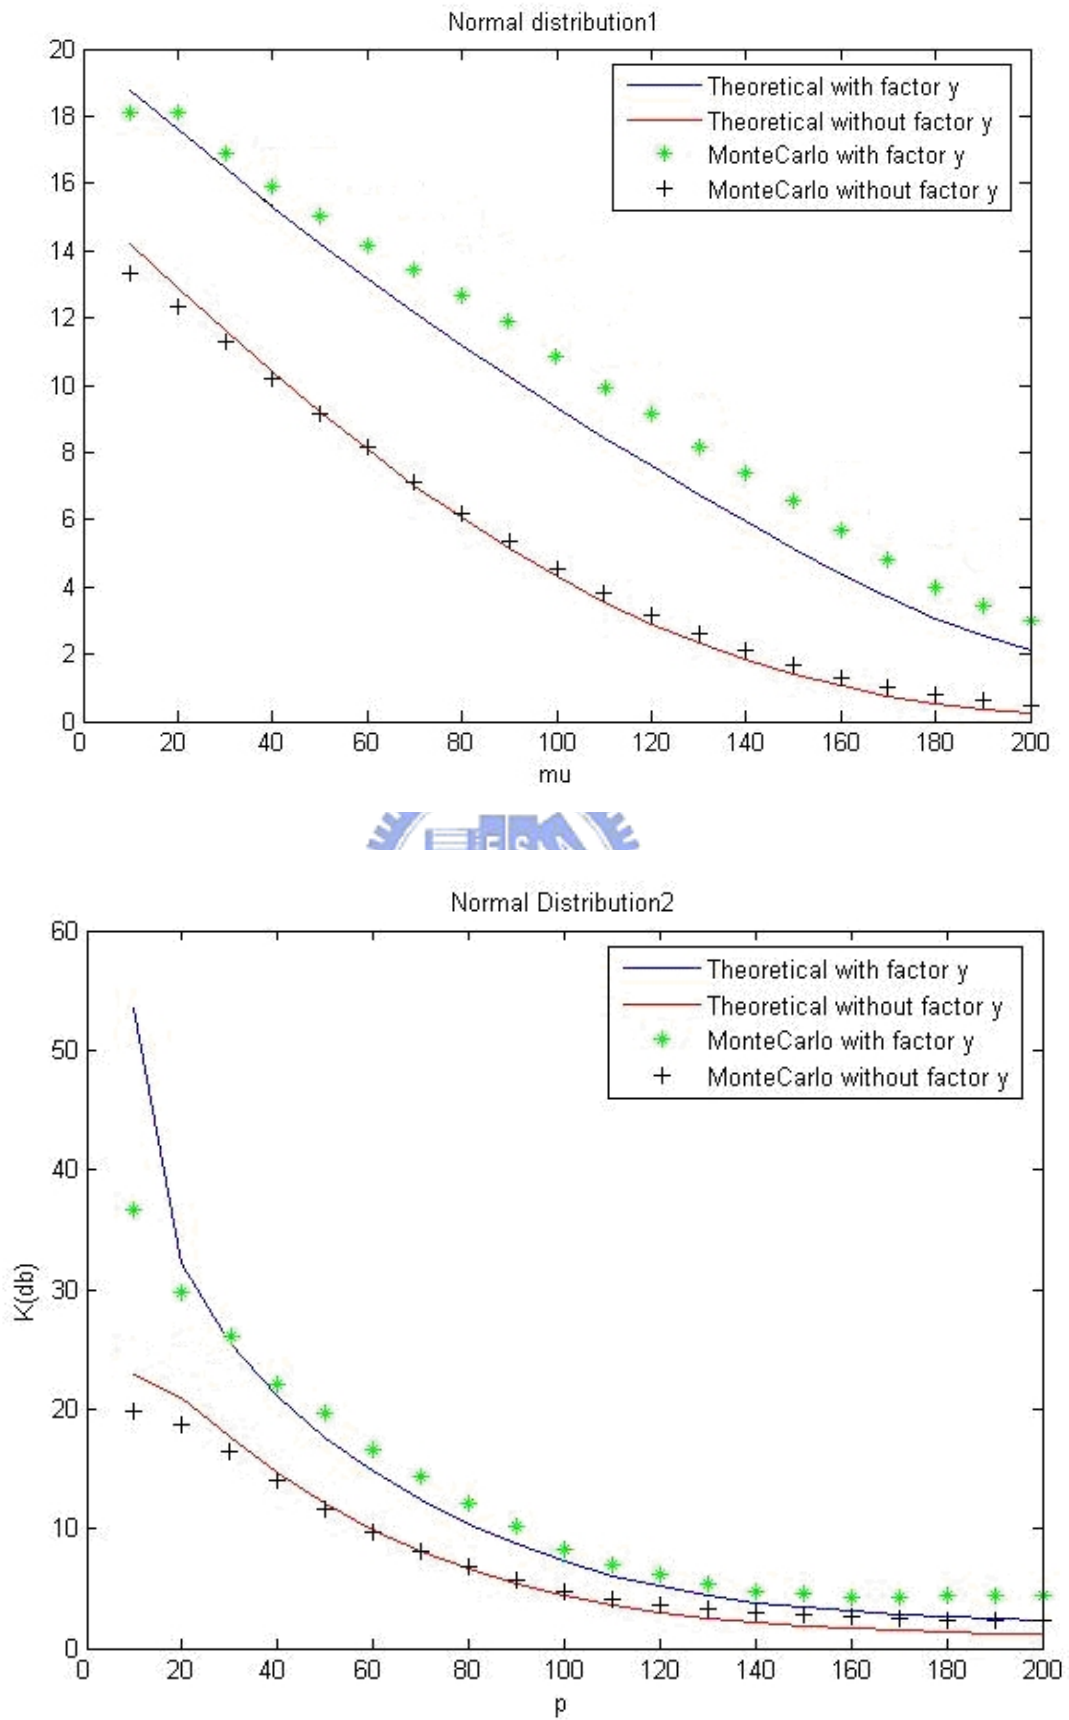 Normal distribution1
20
18
16
14
12
10
8
6
4
2
0
Theoretical with factor y
Theoretical without factor y
MonteCarlo with factor y
MonteCarlo without factor y
0 20 40 60 80 100 120 140 160 180 200
mu
Normal Distribution2
60
50
40
30
20
10
0
K(db)
Theoretical with factor y
Theoretical without factor y
MonteCarlo with factor y
MonteCarlo without factor y
0 20 40 60 80 100 120 140 160 180 200
p